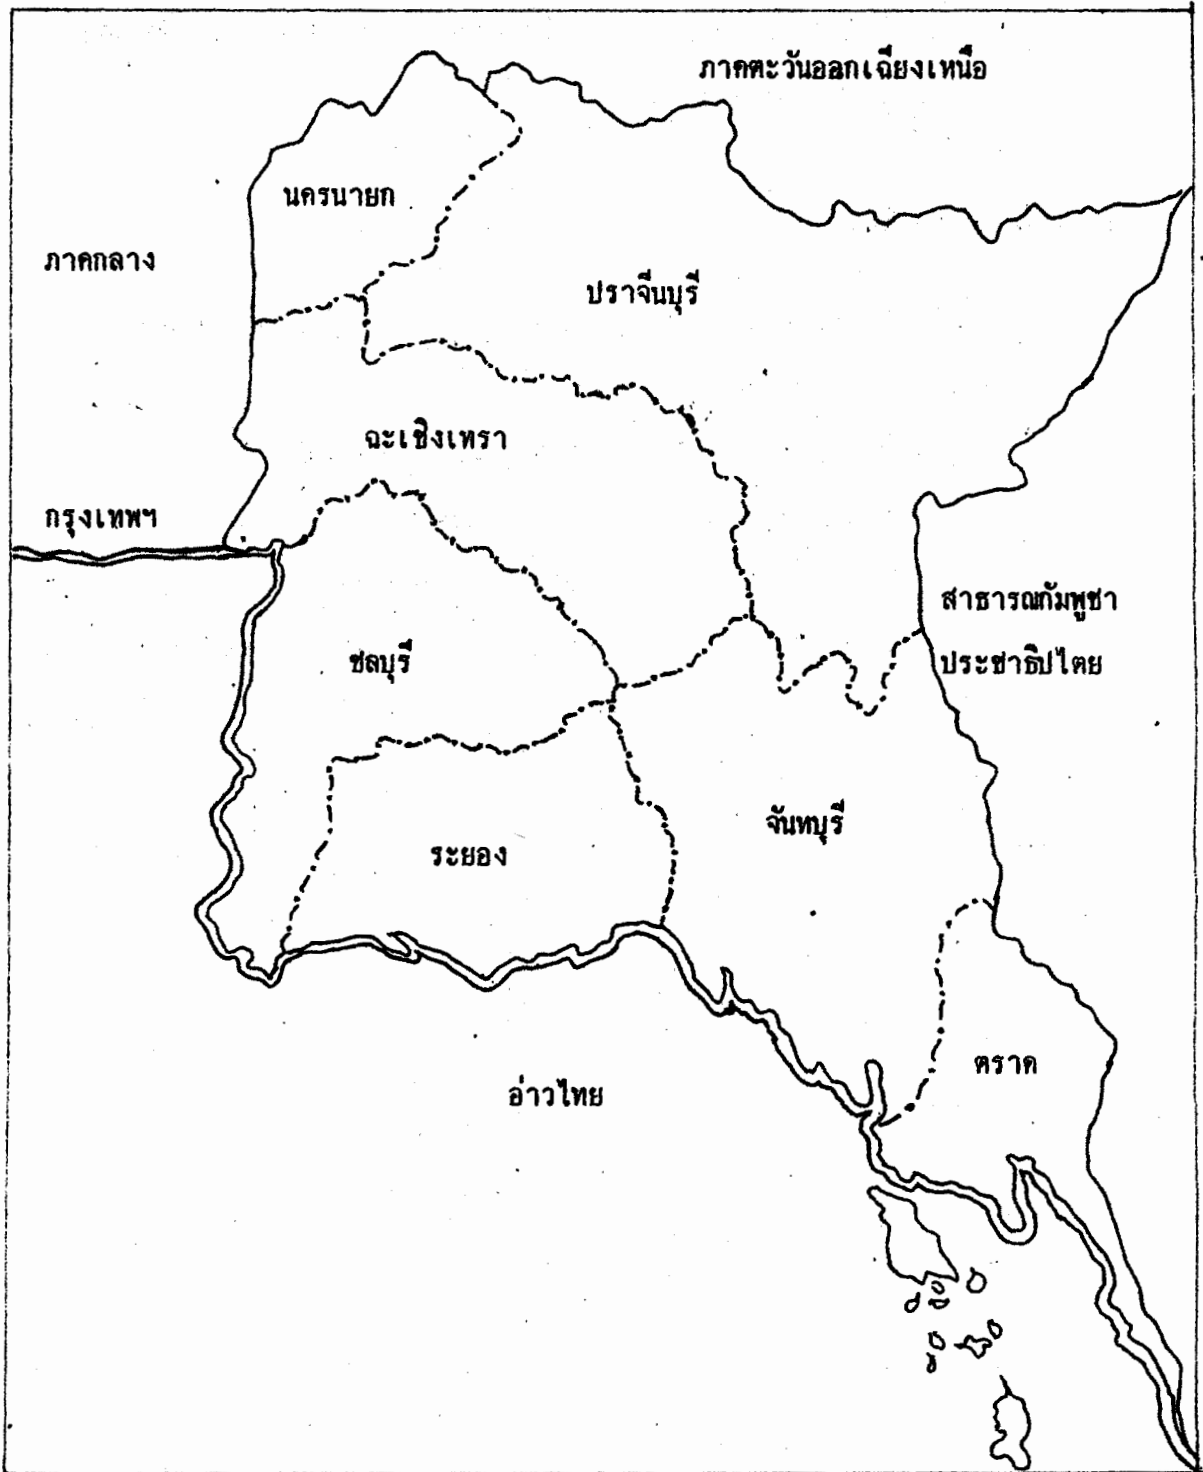 ภาคตะวันออกเฉียงเหนือ
นครนายก
ภาคกลาง
ปราจีนบุรี
ฉะเชิงเทรา
กรุงเทพฯ
สาธารณกัมพูชา
ประชาธิปไตย
ชลบุรี
จันทบุรี
ระยอง
ตราด
อ่าวไทย